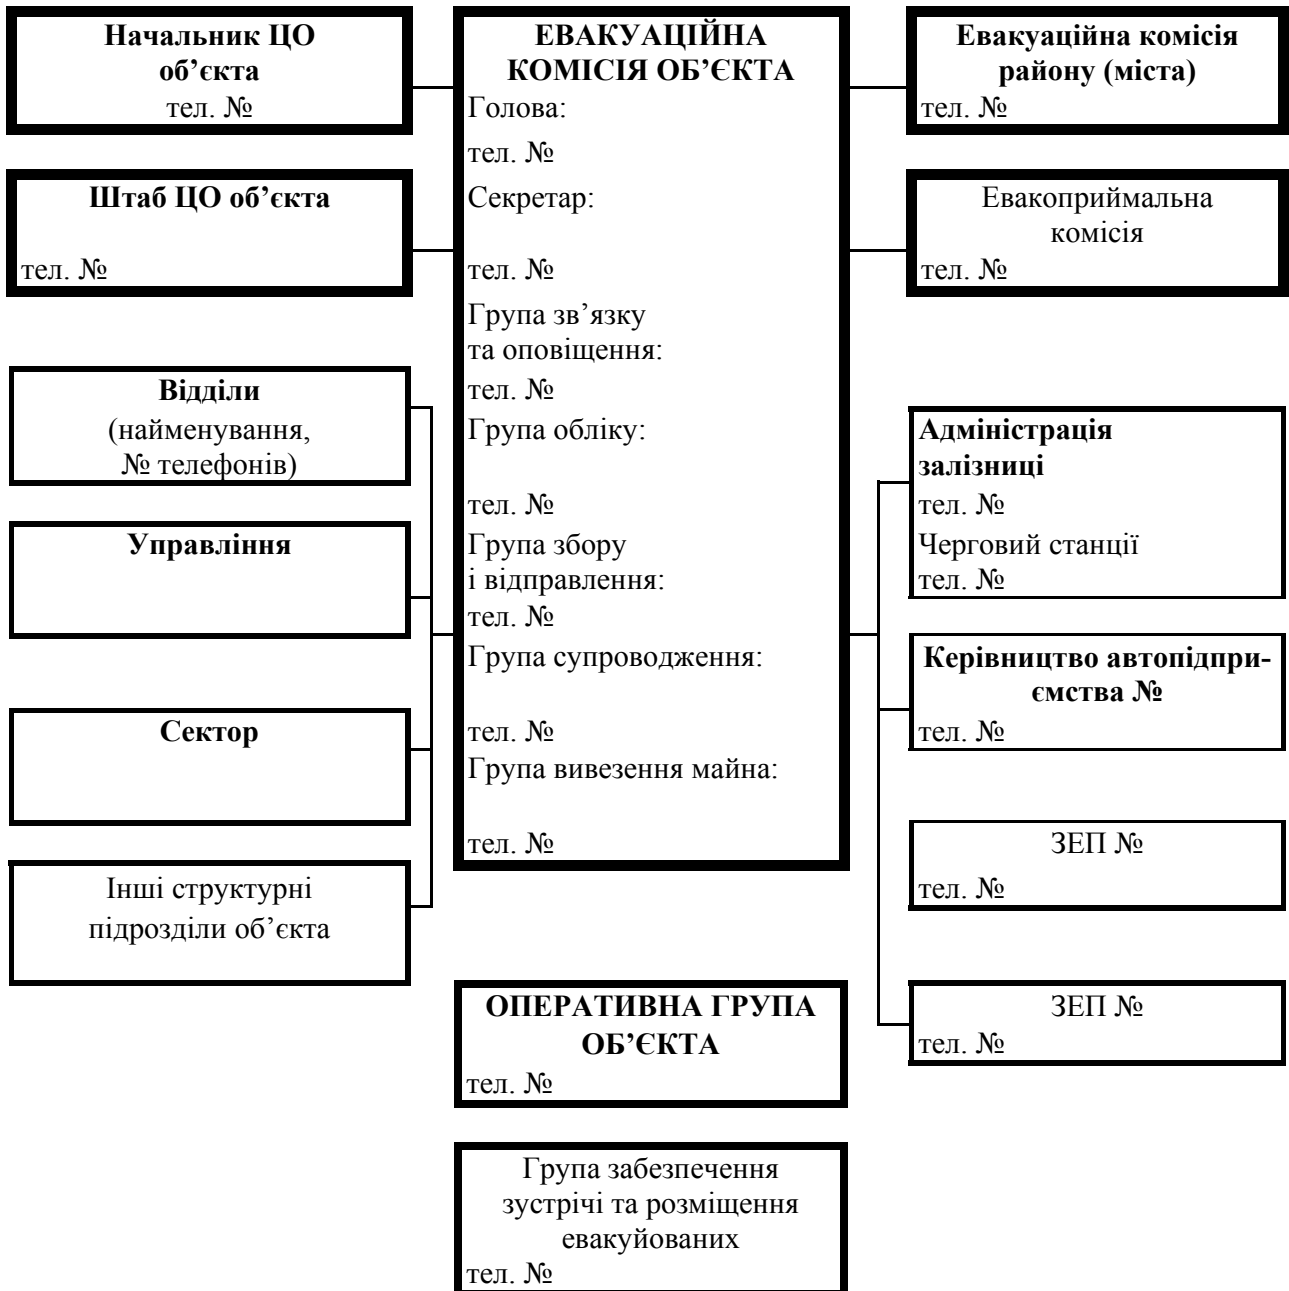 Начальник ЦО
об’єкта
тел. №
Штаб ЦО об’єкта
тел. №
Відділи
(найменування,
№ телефонів)
Управління
Сектор
Інші структурні
підрозділи об’єкта
ЕВАКУАЦІЙНА
КОМІСІЯ ОБ’ЄКТА
Голова:
тел. №
Секретар:
тел. №
Група зв’язку
та оповіщення:
тел. №
Група обліку:
тел. №
Група збору
і відправлення:
тел. №
Група супроводження:
тел. №
Група вивезення майна:
тел. №
ОПЕРАТИВНА ГРУПА
ОБ’ЄКТА
тел. №
Група забезпечення
зустрічі та розміщення
евакуйованих
тел. №
Евакуаційна комісія
району (міста)
тел. №
Евакоприймальна
комісія
тел. №
Адміністрація
залізниці
тел. №
Черговий станції
тел. №
Керівництво автопідпри-
ємства №
тел. №
ЗЕП №
тел. №
ЗЕП №
тел. №